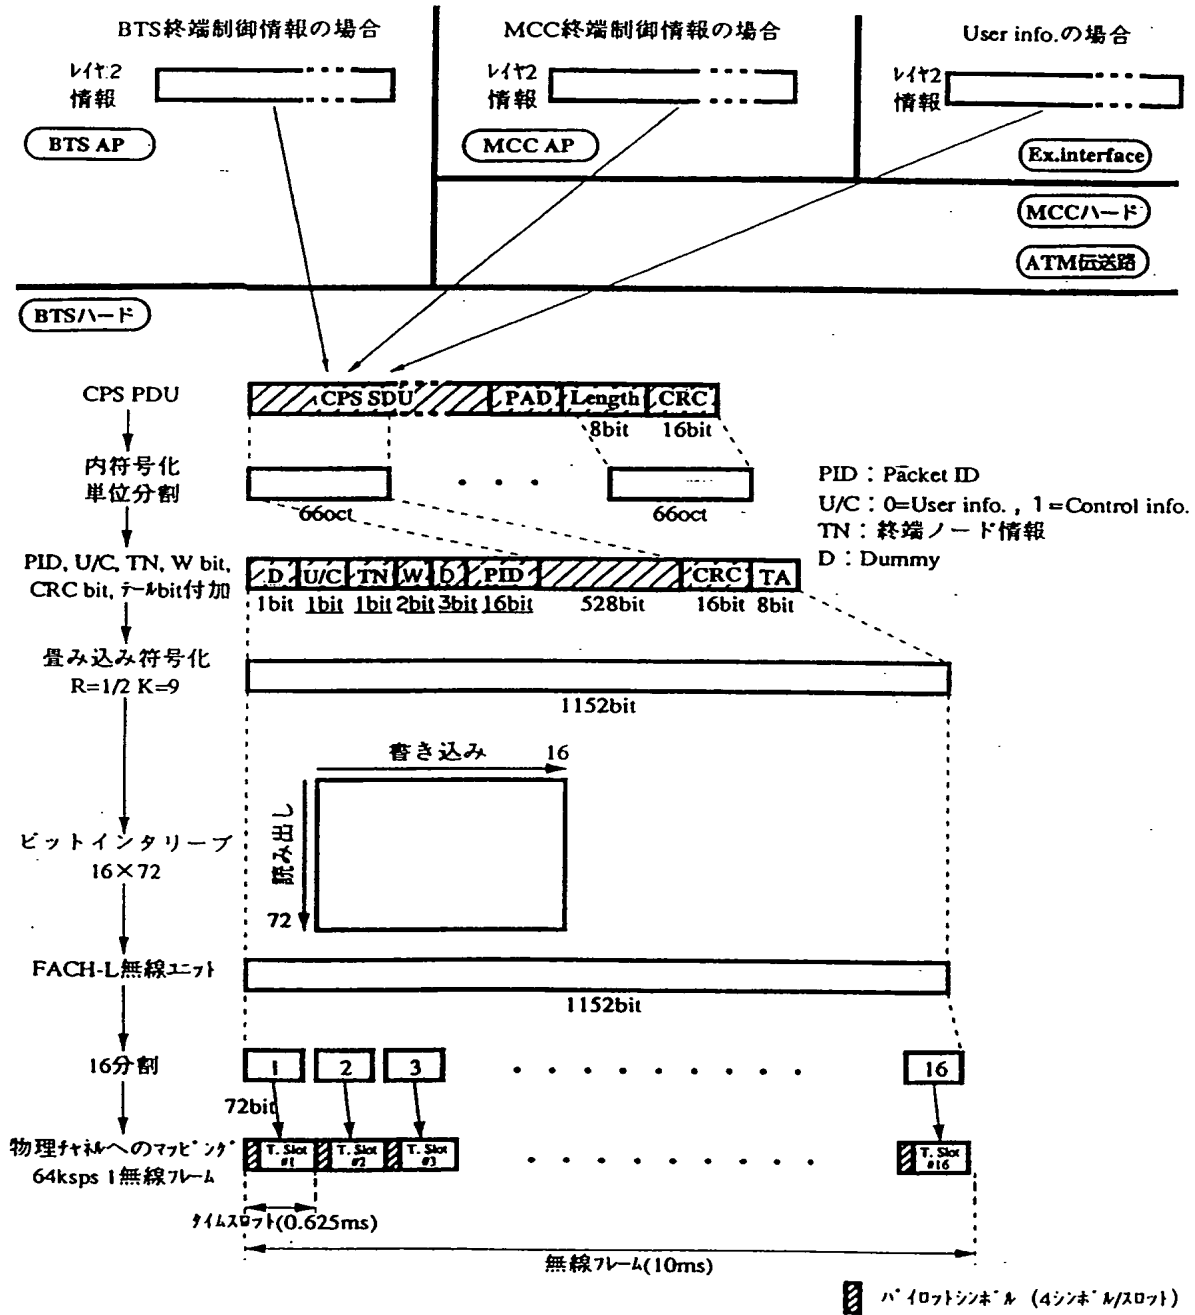 BTS終端制御情報の場合
MCC終端制御情報の場合
User info.の場合
レイヤ2
情報
レイヤ2
情報
レイヤ2
情報
BTS AP
MCC AP
Ex.interface
MCCハード
ATM伝送路
BTSハード
CPS PDU
CPS SDU
PAD
Length
CRC
8bit
16bit
内符号化
単位分割
66oct
66oct
PID : Packet ID
U/C : 0=User info. , 1=Control info.
TN : 終端ノード情報
D : Dummy
PID, U/C, TN, W bit,
CRC bit, テールbit付加
D
U/C
TN
W
D
PID
CRC
TA
1bit
1bit
1bit
2bit
3bit
16bit
528bit
16bit
8bit
畳み込み符号化
R=1/2 K=9
1152bit
書き込み
16
読み出し
72
ビットインタリーブ
16×72
FACH-L無線ユニット
1152bit
16分割
1
2
3
16
72bit
物理チャネルへのマッピング
64ksps 1無線フレーム
T. Slot
#1
T. Slot
#2
T. Slot
#3
T. Slot
#16
タイムスロット(0.625ms)
無線フレーム(10ms)
パイロットシンボル (4シンボル/スロット)